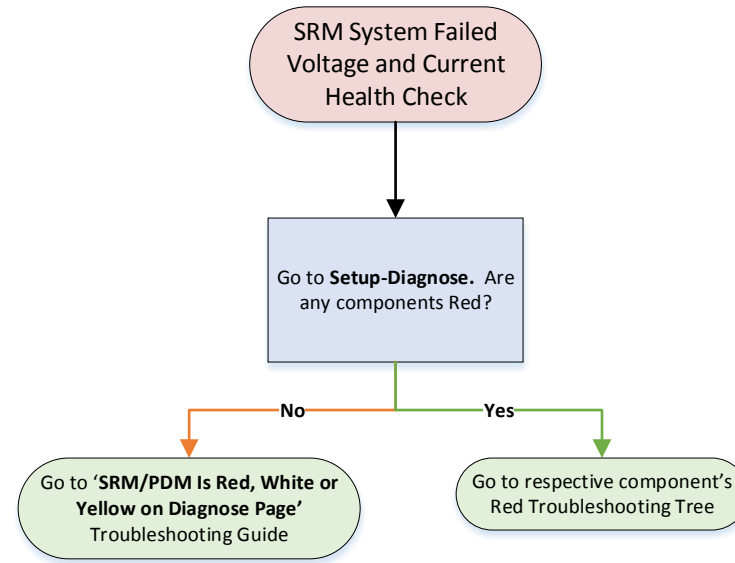 SRM System Failed
Voltage and Current
Health Check
Go to Setup-Diagnose.  Are
any components Red?
No
Yes
Go to ‘SRM/PDM Is Red, White or
Yellow on Diagnose Page’
Troubleshooting Guide
Go to respective component’s
Red Troubleshooting Tree